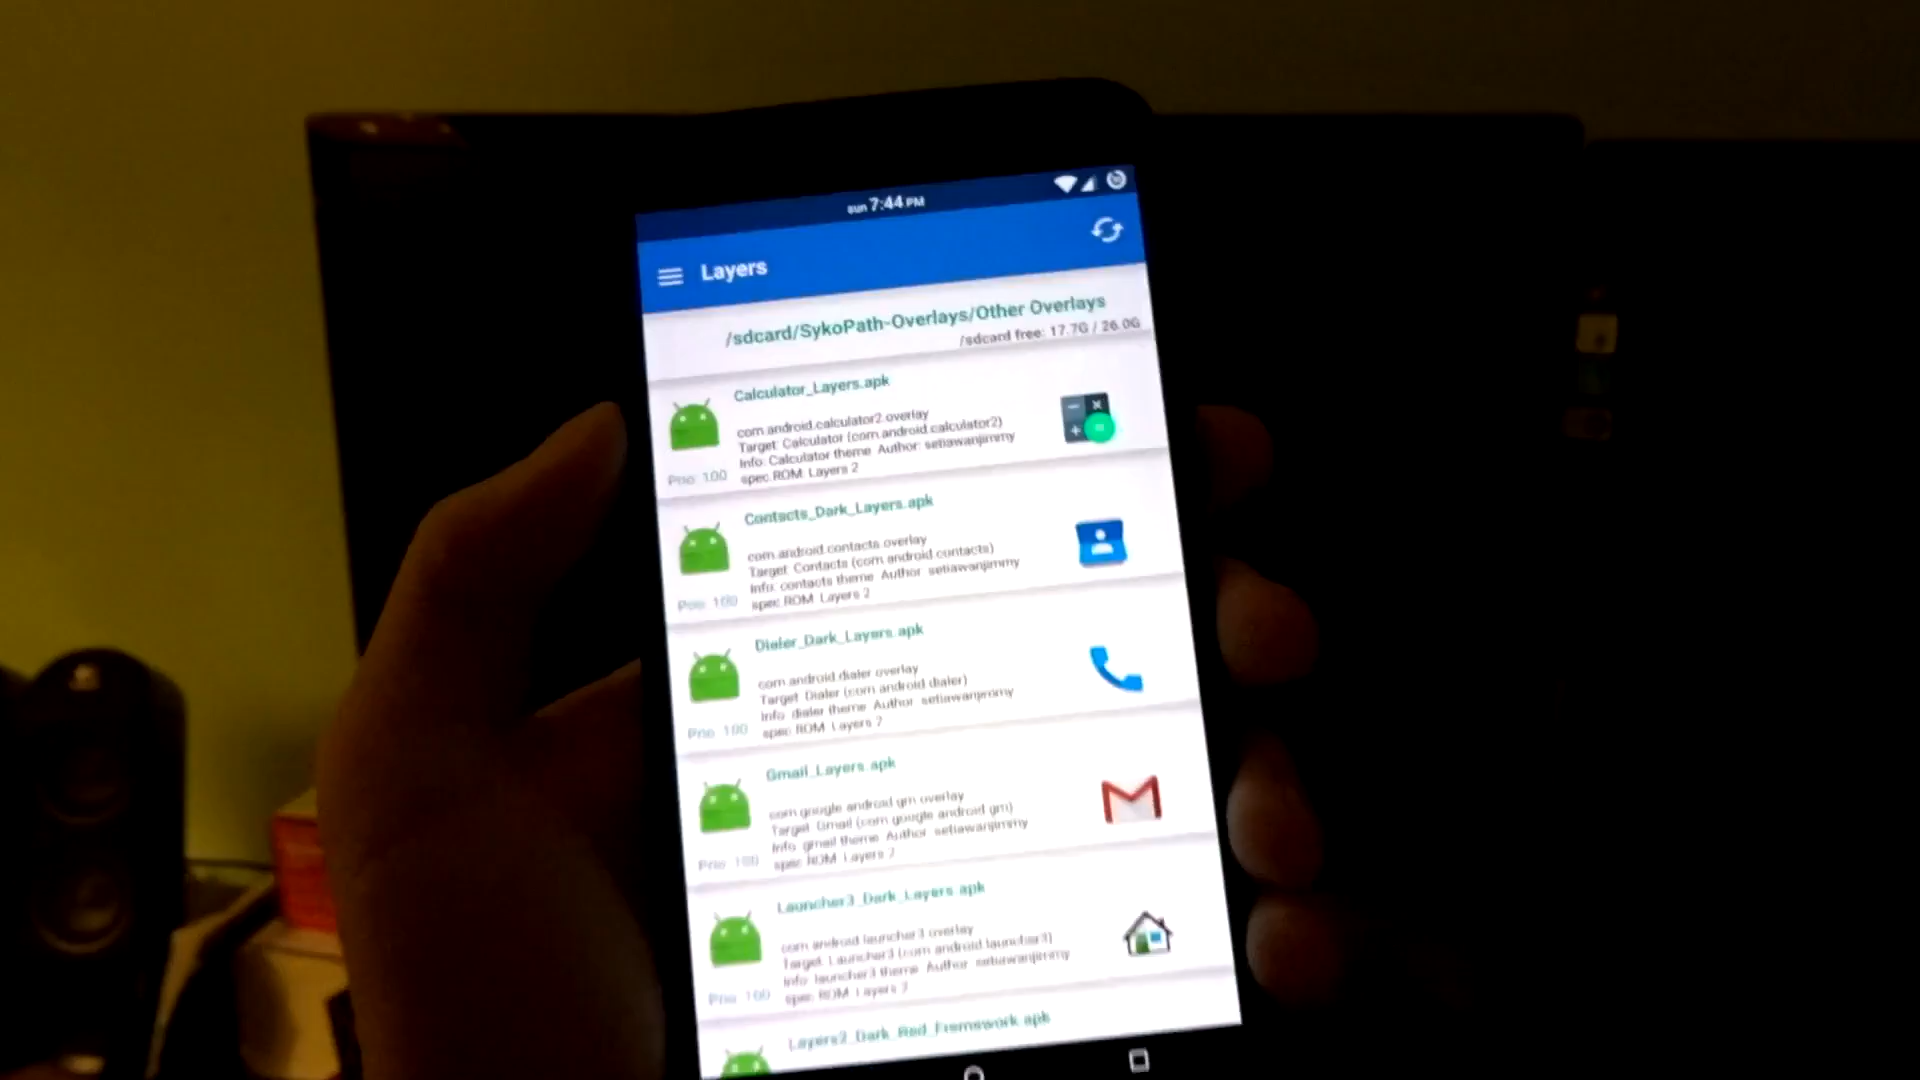 sun 7:44 PM
Layers
/sdcard/SykoPath-Overlays/Other Overlays
/sdcard free: 17.7G / 26.0G
Calculator_Layers.apk
com.android.calculator2.overlay
Target: Calculator (com.android.calculator2)
Info: Calculator theme Author: setiawanjimmy
Prio: 100
spec.ROM: Layers 2
Contacts_Dark_Layers.apk
com.android.contacts.overlay
Target: Contacts (com.android.contacts)
Info: contacts theme Author: setiawanjimmy
Prio: 100
spec.ROM: Layers 2
Dialer_Dark_Layers.apk
com.android.dialer.overlay
Target: Dialer (com.android.dialer)
Info: dialer theme Author: setiawanjimmy
Prio: 100
spec.ROM: Layers 2
Gmail_Layers.apk
com.google.android.gm.overlay
Target: Gmail (com.google.android.gm)
Info: gmail theme Author: setiawanjimmy
Prio: 100
spec.ROM: Layers 2
Launcher3_Dark_Layers.apk
com.android.launcher3.overlay
Target: Launcher3 (com.android.launcher3)
Info: launcher3 theme Author: setiawanjimmy
Prio: 100
spec.ROM: Layers 2
Layers2_Dark_Red_Framework.apk